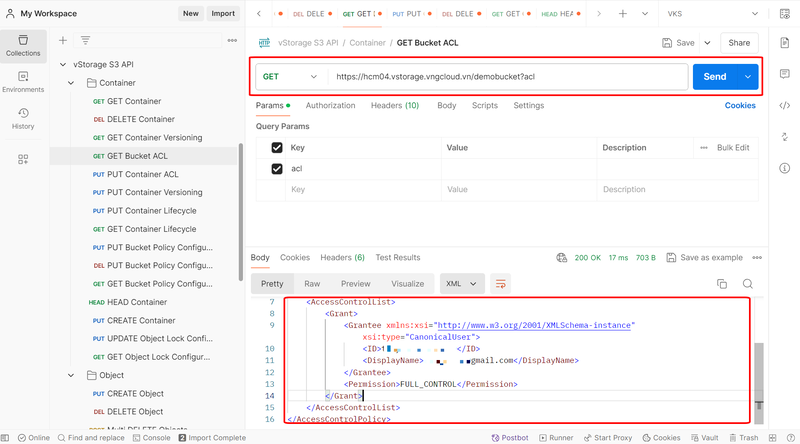 My Workspace
New
Import
DEL DELE
GET GET I
PUT PUT
DEL DELE
GET GET
HEAD HEA
VKS
Collections
Environments
History
vStorage S3 API
Container
GET GET Container
DEL DELETE Container
GET GET Container Versioning
GET GET Bucket ACL
PUT PUT Container ACL
PUT PUT Container Versioning
PUT PUT Container Lifecycle
GET GET Container Lifecycle
PUT PUT Bucket Policy Configu...
DEL PUT Bucket Policy Configu...
GET GET Bucket Policy Configu...
HEAD HEAD Container
PUT CREATE Container
PUT UPDATE Object Lock Confi...
GET GET Object Lock Configur...
Object
PUT CREATE Object
DEL DELETE Object
DEL Multi DELETE Objects
HTTP vStorage S3 API / Container / GET Bucket ACL
Save
Share
GET
https://hcm04.vstorage.vngcloud.vn/demobucket?acl
Send
Params
Authorization
Headers (10)
Body
Scripts
Settings
Cookies
Query Params
Key Value Description
Bulk Edit
acl
Key Value Description
Body Cookies Headers (6) Test Results
200 OK 17 ms 703 B
Save as example
Pretty Raw Preview Visualize XML
7 <AccessControlList>
8 <Grant>
9 <Grantee xmlns:xsi="http://www.w3.org/2001/XMLSchema-instance"
xsi:type="CanonicalUser">
10 <ID>1 </ID>
11 <DisplayName> gmail.com</DisplayName>
12 </Grantee>
13 <Permission>FULL_CONTROL</Permission>
14 </Grant>
15 </AccessControlList>
16 </AccessControlPolicy>
Online
Find and replace
Console
Import Complete
Postbot
Runner
Start Proxy
Cookies
Vault
Trash